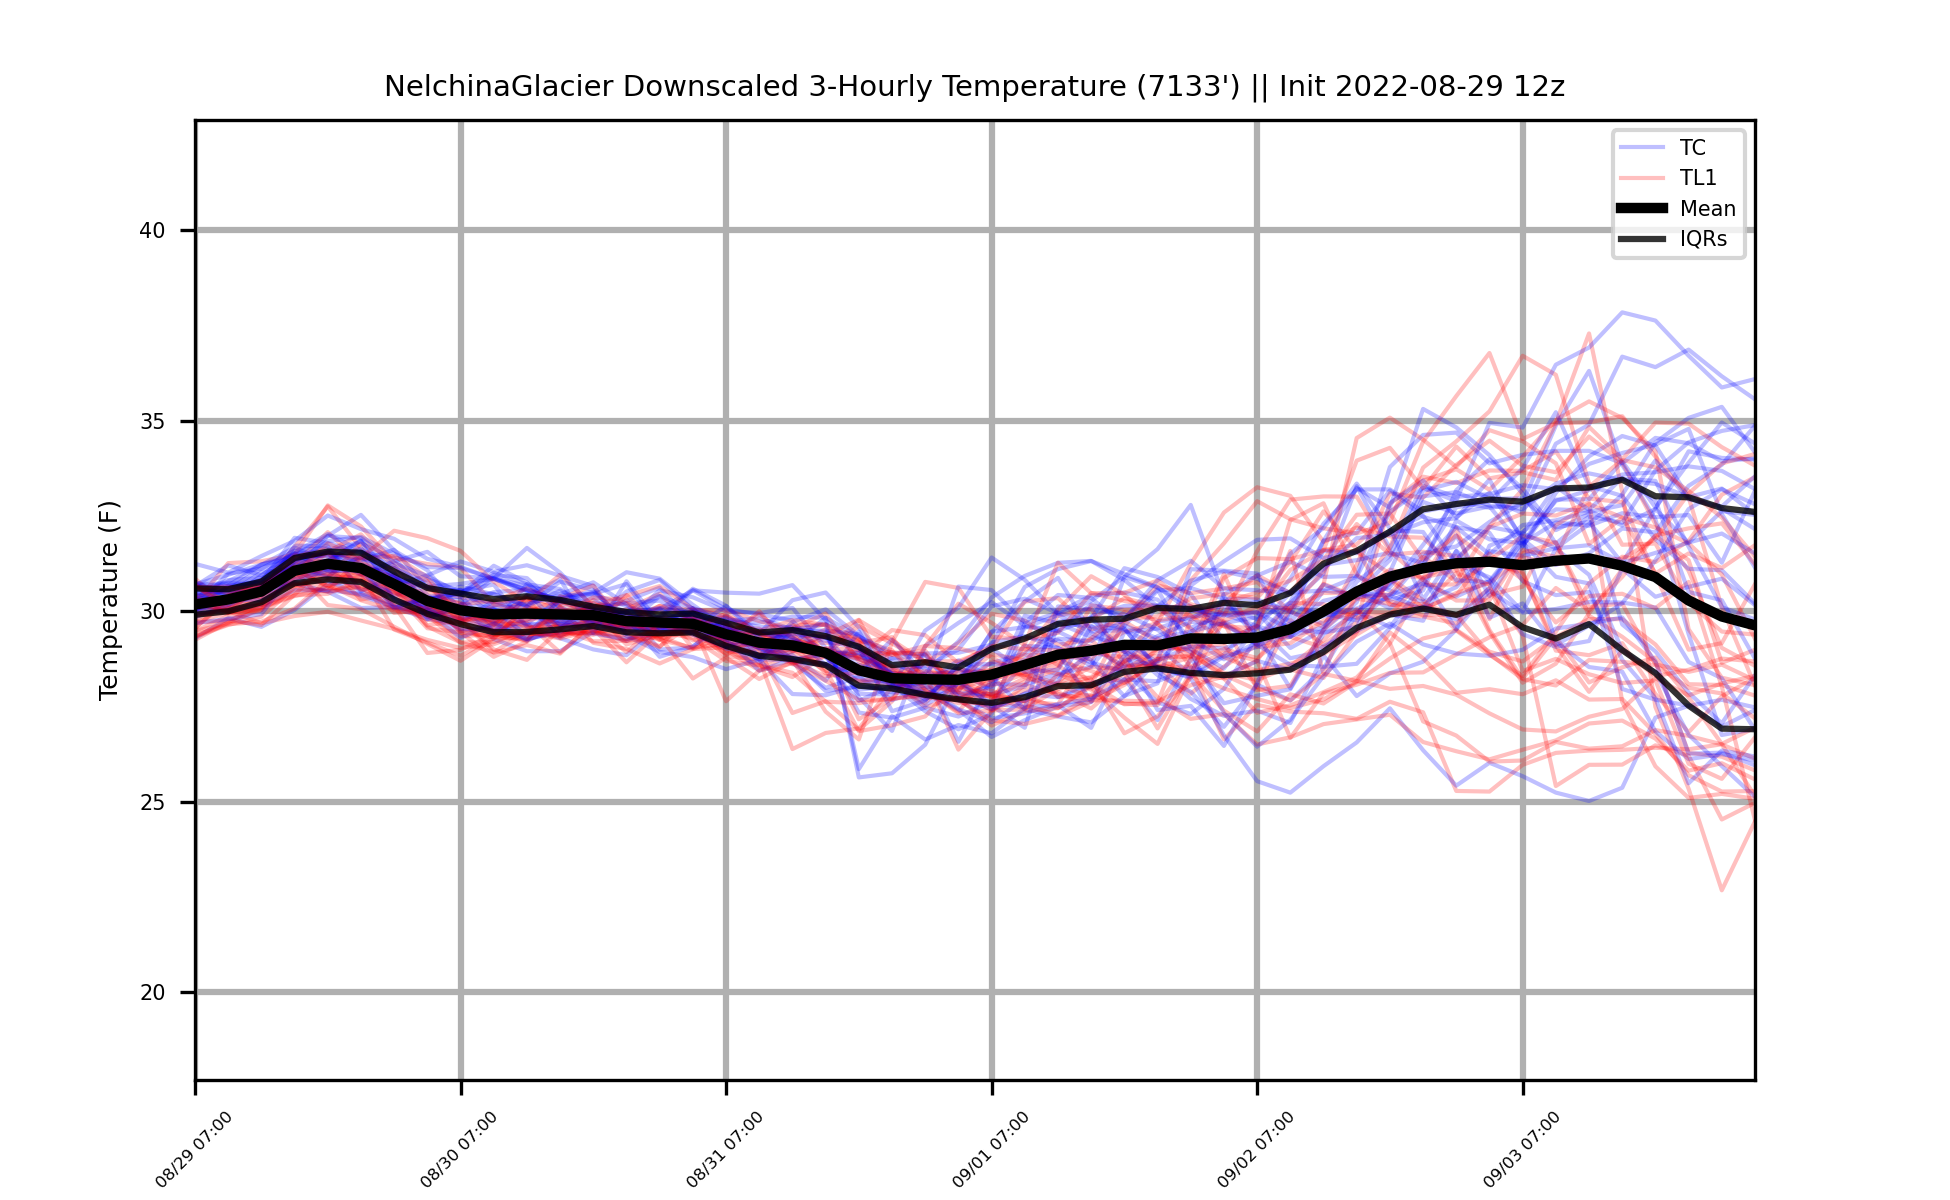 NelchinaGlacier Downscaled 3-Hourly Temperature (7133') || Init 2022-08-29 12z
TC
TL1
Mean
IQRs
Temperature (F)
40
35
30
25
20
08/29 07:00
08/30 07:00
08/31 07:00
09/01 07:00
09/02 07:00
09/03 07:00